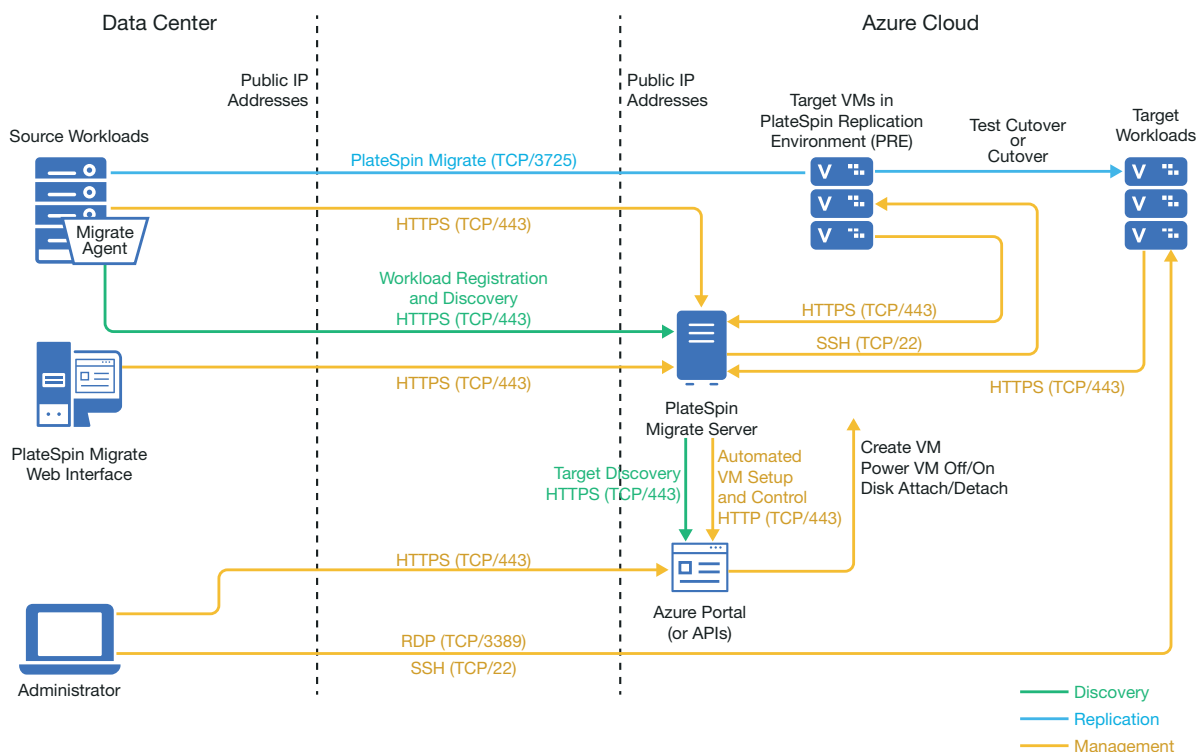 Data Center
Azure Cloud
Public IP
Addresses
Public IP
Addresses
Source Workloads
Target VMs in
PlateSpin Replication
Environment (PRE)
Test Cutover
or
Cutover
Target
Workloads
PlateSpin Migrate (TCP/3725)
V
V
V
V
V
V
HTTPS (TCP/443)
Migrate
Agent
Workload Registration
and Discovery
HTTPS (TCP/443)
HTTPS (TCP/443)
SSH (TCP/22)
HTTPS (TCP/443)
HTTPS (TCP/443)
PlateSpin Migrate
Web Interface
PlateSpin
Migrate Server
Target Discovery
HTTPS (TCP/443)
Automated
VM Setup
and Control
HTTP (TCP/443)
Create VM
Power VM Off/On
Disk Attach/Detach
HTTPS (TCP/443)
Azure Portal
(or APIs)
RDP (TCP/3389)
SSH (TCP/22)
Administrator
Discovery
Replication
Management